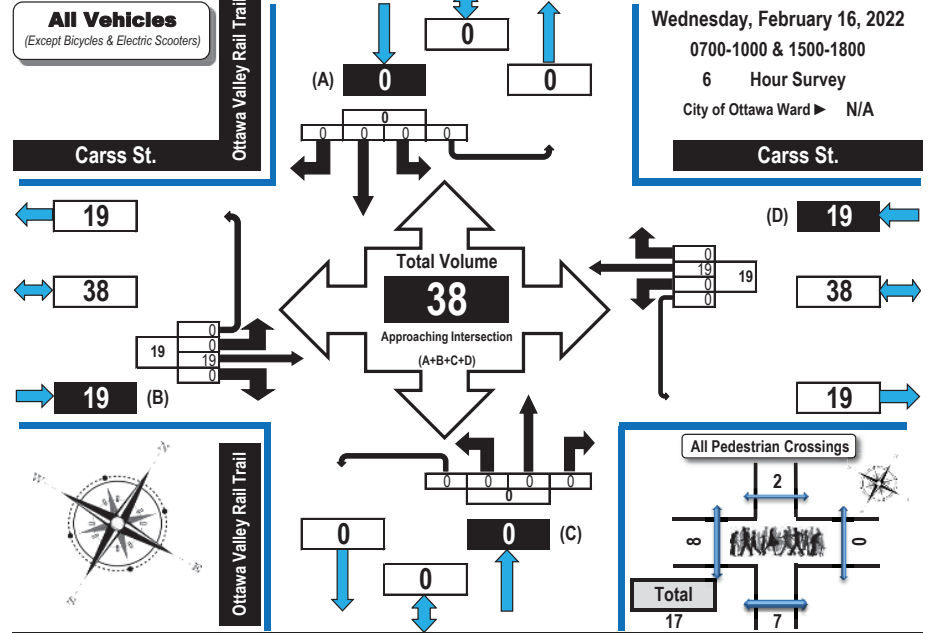 All Vehicles
(Except Bicycles & Electric Scooters)
Ottawa Valley Rail Trail
Carss St.
0
(A) 0
0
0
0 0 0 0
Wednesday, February 16, 2022
0700-1000 & 1500-1800
6 Hour Survey
City of Ottawa Ward ► N/A
Carss St.
19
38
0
0
19
0
19
19 (B)
Total Volume
38
Approaching Intersection
(A+B+C+D)
(D) 19
0
19
0
0
19
38
19
N
E
S
W
Ottawa Valley Rail Trail
0 0 0 0
0
0
0 (C)
0
All Pedestrian Crossings
2
8
0
7
Total
17